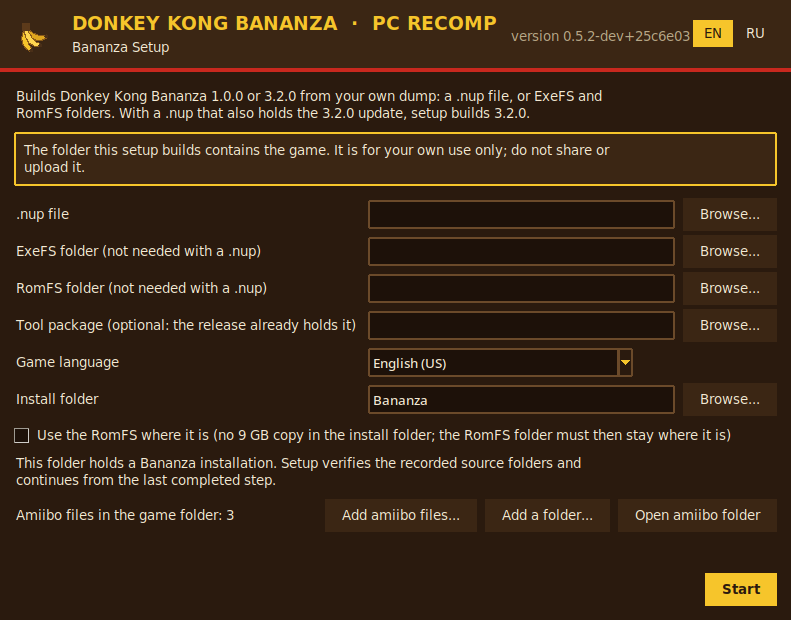 DONKEY KONG BANANZA · PC RECOMP
Bananza Setup
version 0.5.2-dev+25c6e03
EN
RU
Builds Donkey Kong Bananza 1.0.0 or 3.2.0 from your own dump: a .nup file, or ExeFS and
RomFS folders. With a .nup that also holds the 3.2.0 update, setup builds 3.2.0.
The folder this setup builds contains the game. It is for your own use only; do not share or
upload it.
.nup file
Browse...
ExeFS folder (not needed with a .nup)
Browse...
RomFS folder (not needed with a .nup)
Browse...
Tool package (optional: the release already holds it)
Browse...
Game language
English (US)
Install folder
Bananza
Browse...
Use the RomFS where it is (no 9 GB copy in the install folder; the RomFS folder must then stay where it is)
This folder holds a Bananza installation. Setup verifies the recorded source folders and
continues from the last completed step.
Amiibo files in the game folder: 3
Add amiibo files...
Add a folder...
Open amiibo folder
Start